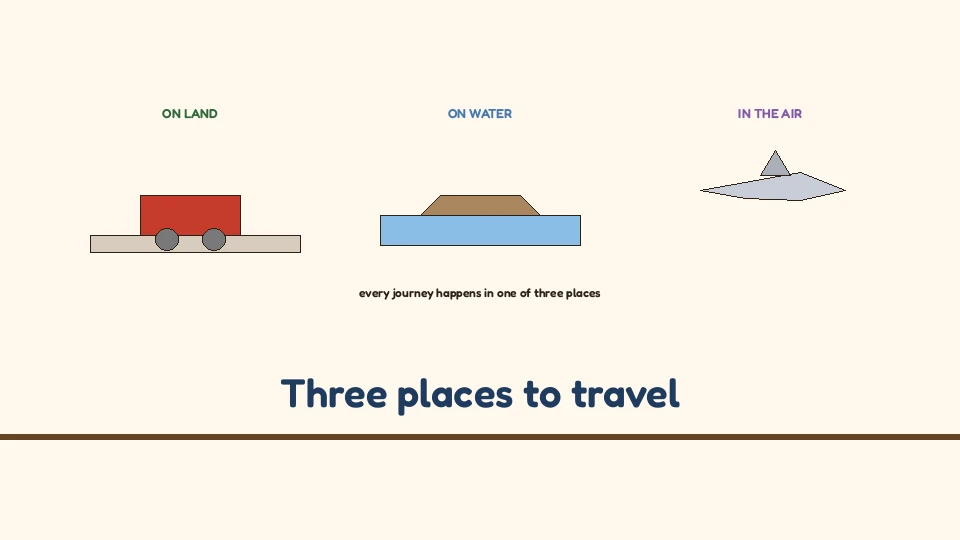 ON LAND
ON WATER
IN THE AIR
every journey happens in one of three places
Three places to travel